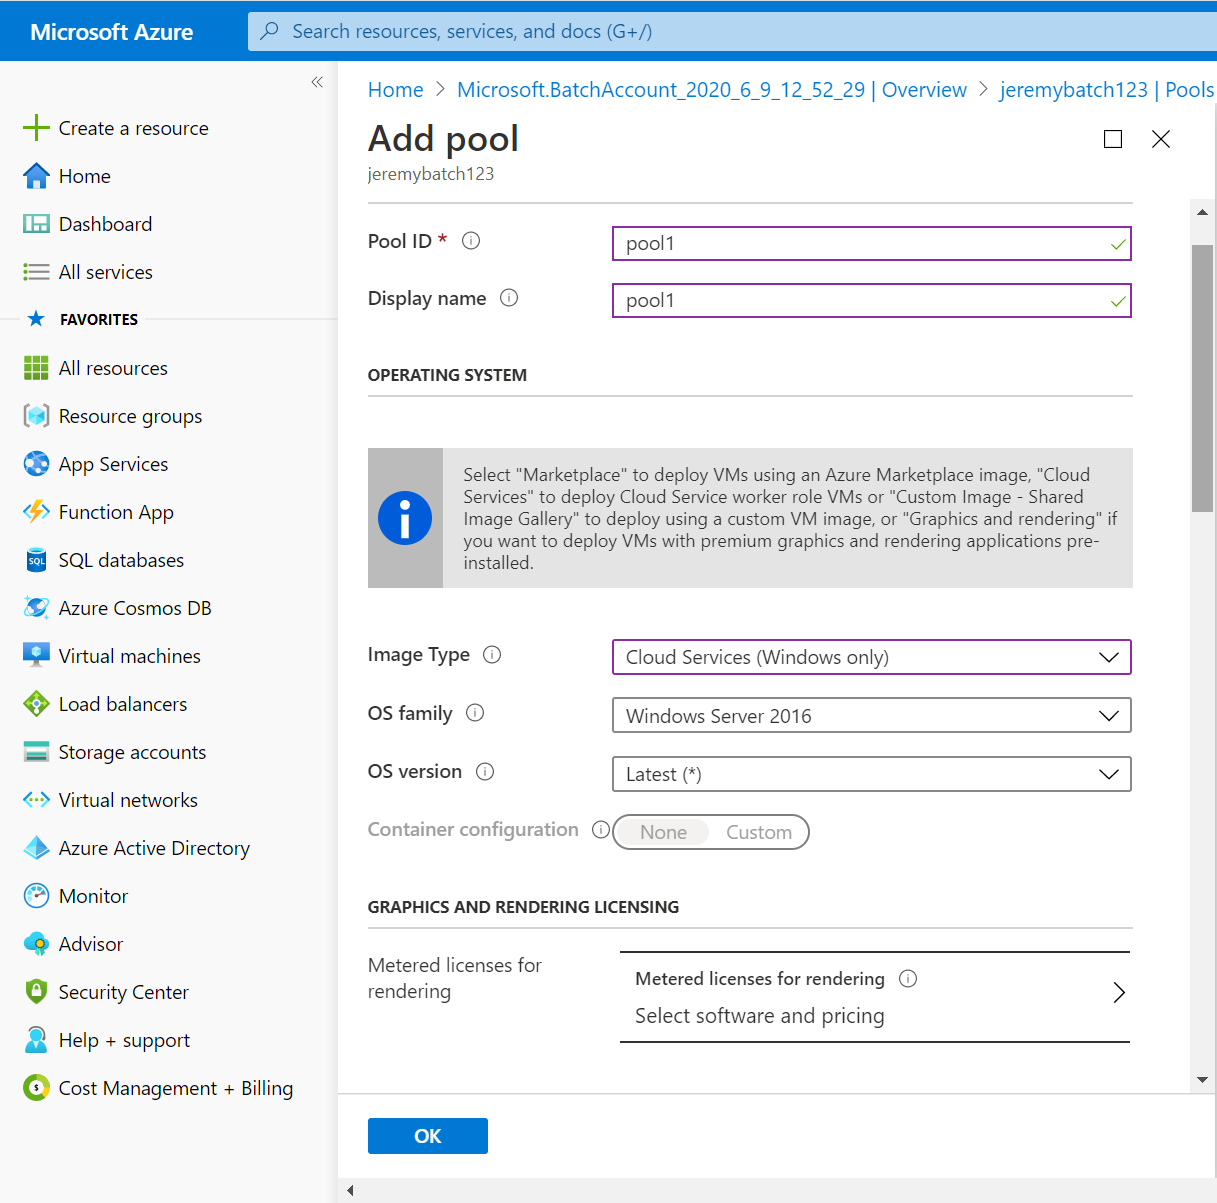 Microsoft Azure
Search resources, services, and docs (G+/)
«
Create a resource
Home
Dashboard
All services
FAVORITES
All resources
Resource groups
App Services
Function App
SQL databases
SQL
Azure Cosmos DB
Virtual machines
Load balancers
Storage accounts
Virtual networks
Azure Active Directory
Monitor
Advisor
Security Center
Help + support
Cost Management + Billing
Home > Microsoft.BatchAccount_2020_6_9_12_52_29 | Overview > jeremybatch123 | Pools
Add pool
jeremybatch123
Pool ID *
pool1
Display name
pool1
OPERATING SYSTEM
Select "Marketplace" to deploy VMs using an Azure Marketplace image, "Cloud
Services" to deploy Cloud Service worker role VMs or "Custom Image - Shared
Image Gallery" to deploy using a custom VM image, or "Graphics and rendering" if
you want to deploy VMs with premium graphics and rendering applications pre-
installed.
Image Type
Cloud Services (Windows only)
OS family
Windows Server 2016
OS version
Latest (*)
Container configuration
None Custom
GRAPHICS AND RENDERING LICENSING
Metered licenses for
rendering
Metered licenses for rendering
Select software and pricing
OK